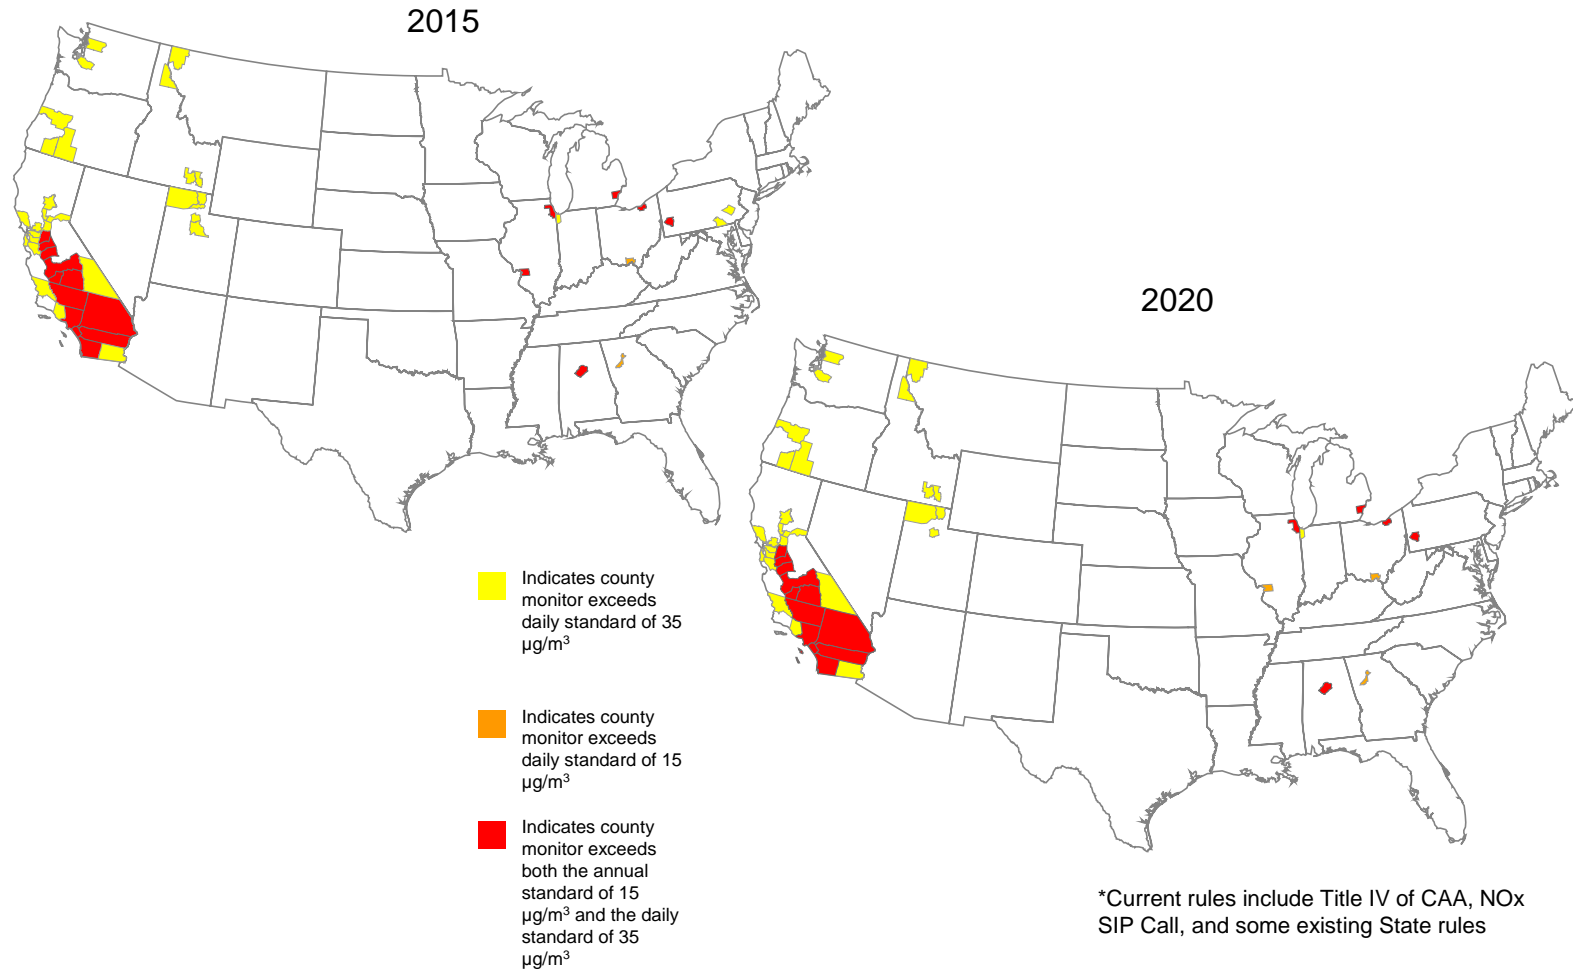 2015
2020
Indicates county
monitor exceeds
daily standard of 35
µg/m³
Indicates county
monitor exceeds
daily standard of 15
µg/m³
Indicates county
monitor exceeds
both the annual
standard of 15
µg/m³ and the daily
standard of 35
µg/m³
*Current rules include Title IV of CAA, NOx
SIP Call, and some existing State rules